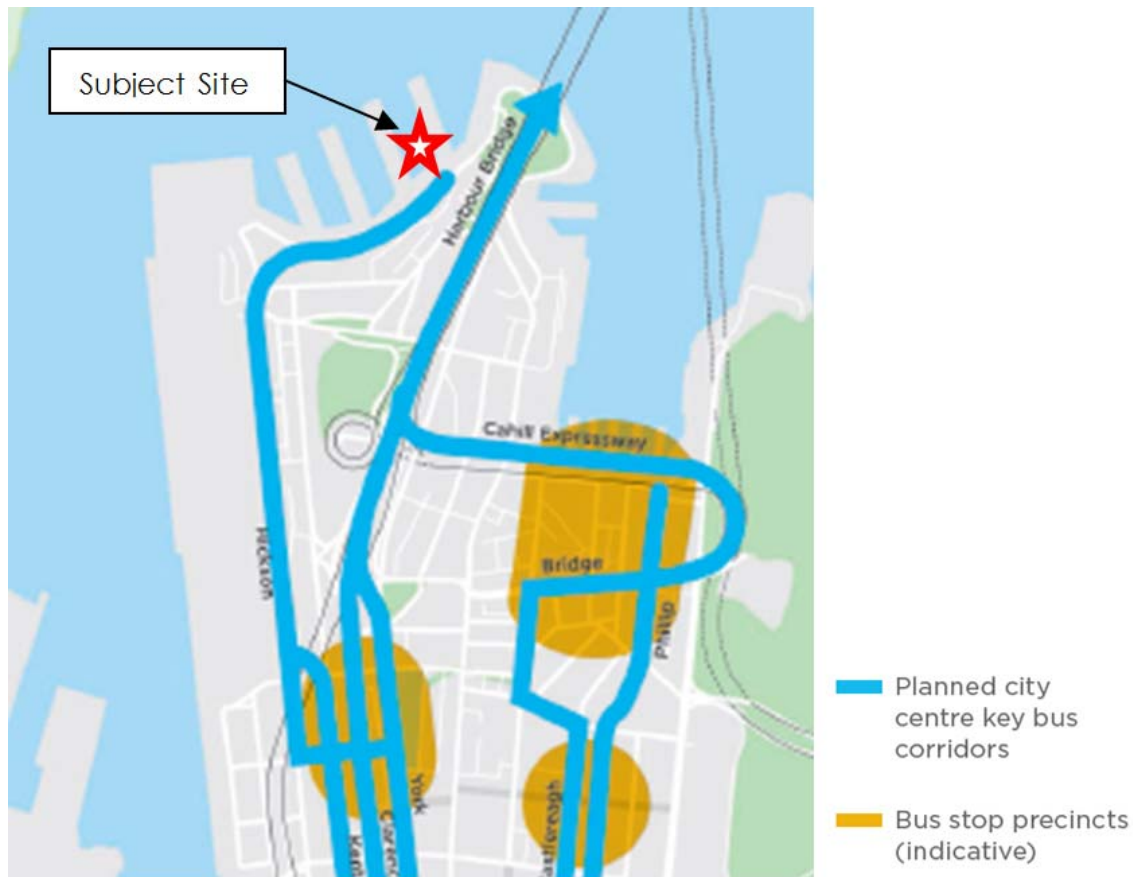 Subject Site
Harbour Bridge
Cahill Expressway
Hickson
Bridge
Phillip
York
Planned city
centre key bus
corridors
Bus stop precincts
(indicative)